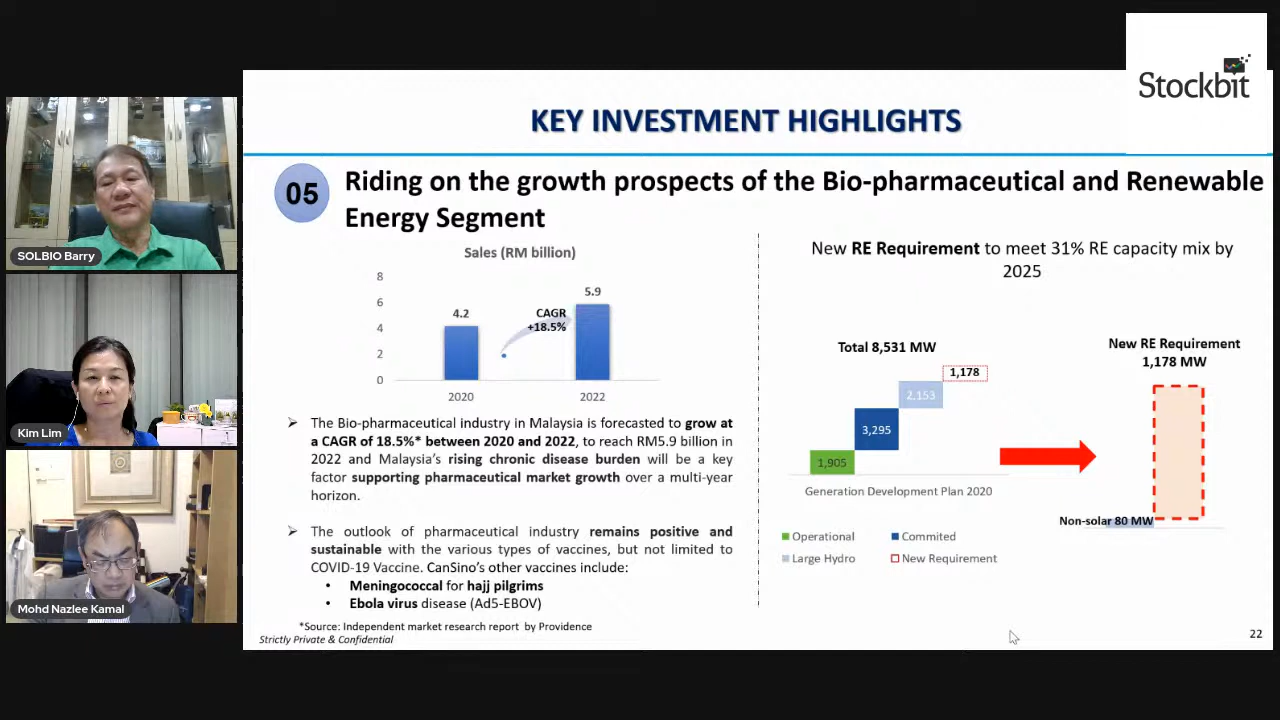 Stockbit
KEY INVESTMENT HIGHLIGHTS
05
Riding on the growth prospects of the Bio-pharmaceutical and Renewable
Energy Segment
Sales (RM billion)
8
6
4
2
0
4.2
CAGR
+18.5%
5.9
2020
2022
➢ The Bio-pharmaceutical industry in Malaysia is forecasted to grow at
a CAGR of 18.5%* between 2020 and 2022, to reach RM5.9 billion in
2022 and Malaysia's rising chronic disease burden will be a key
factor supporting pharmaceutical market growth over a multi-year
horizon.
➢ The outlook of pharmaceutical industry remains positive and
sustainable with the various types of vaccines, but not limited to
COVID-19 Vaccine. CanSino's other vaccines include:
• Meningococcal for hajj pilgrims
• Ebola virus disease (Ad5-EBOV)
*Source: Independent market research report by Providence
Strictly Private & Confidential
New RE Requirement to meet 31% RE capacity mix by
2025
Total 8,531 MW
1,178
2,153
3,295
1,905
Generation Development Plan 2020
Operational
Commited
Large Hydro
New Requirement
New RE Requirement
1,178 MW
Non-solar 80 MW
22
SOLBIO Barry
Kim Lim
Mohd Nazlee Kamal